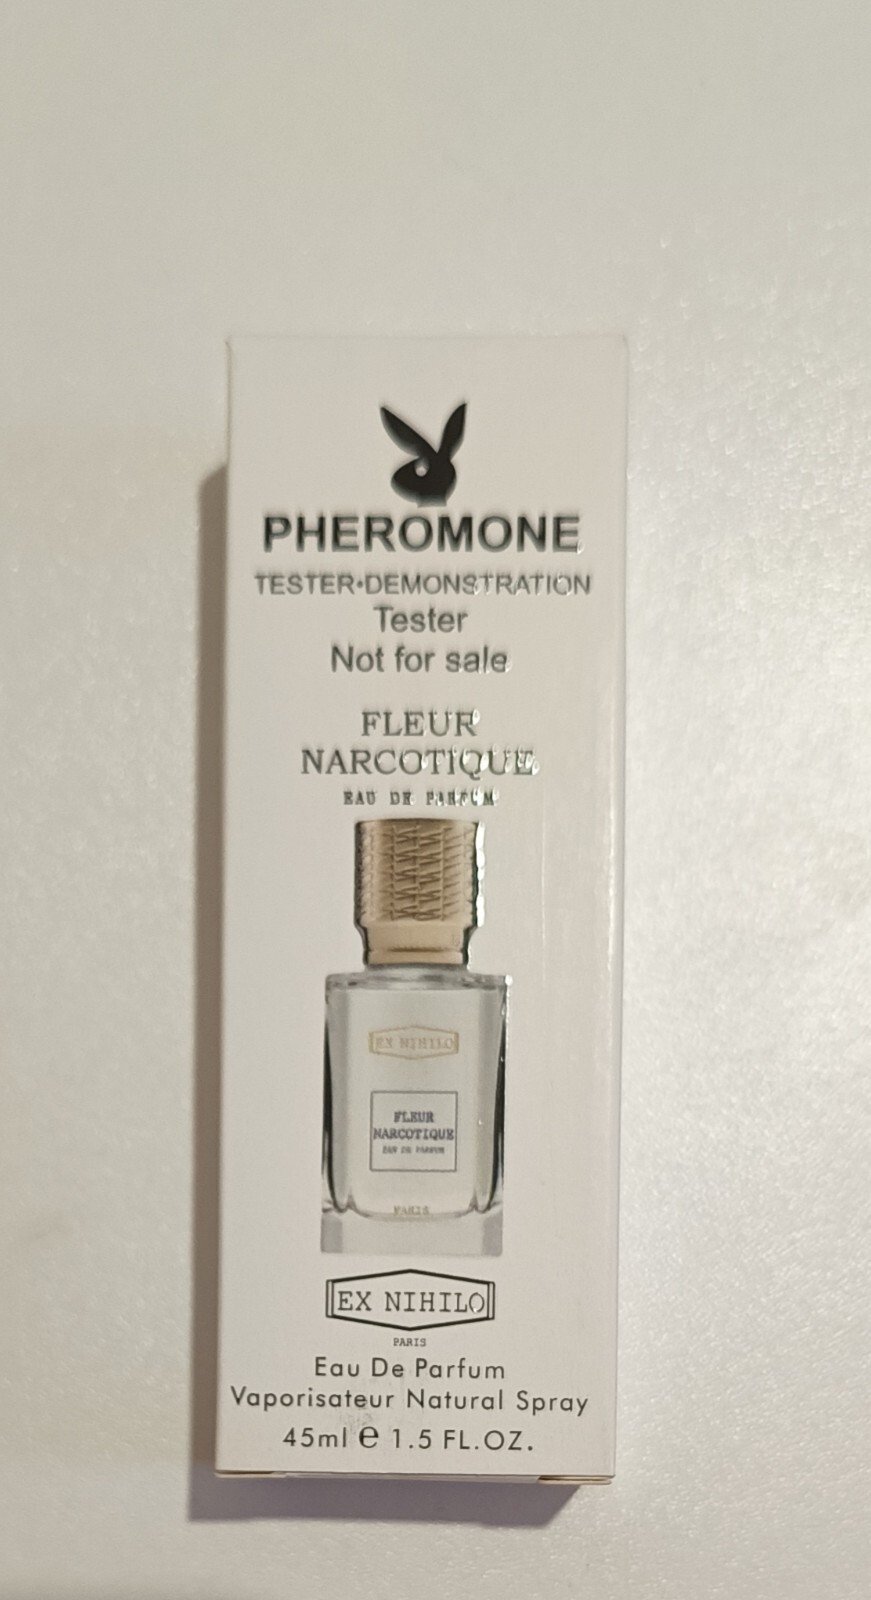 PHEROMONE
TESTER•DEMONSTRATION
Tester
Not for sale
FLEUR
NARCOTIQUE
EAU DE PARFUM
EX NIHILO
FLEUR
NARCOTIQUE
EAU DE PARFUM
PARIS
EX NIHILO
PARIS
Eau De Parfum
Vaporisateur Natural Spray
45ml e 1.5 FL.OZ.